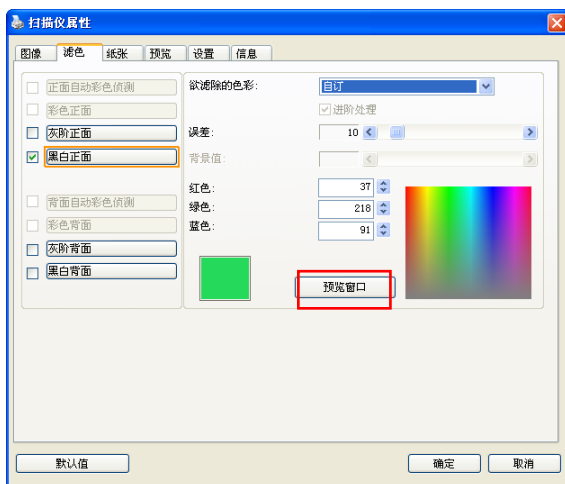 扫描仪属性
图像 滤色 纸张 预览 设置 信息
正面自动彩色侦测
彩色正面
灰阶正面
黑白正面
背面自动彩色侦测
彩色背面
灰阶背面
黑白背面
欲滤除的色彩: 自订
进阶处理
误差: 10
背景值:
红色: 37
绿色: 218
蓝色: 91
预览窗口
默认值 确定 取消